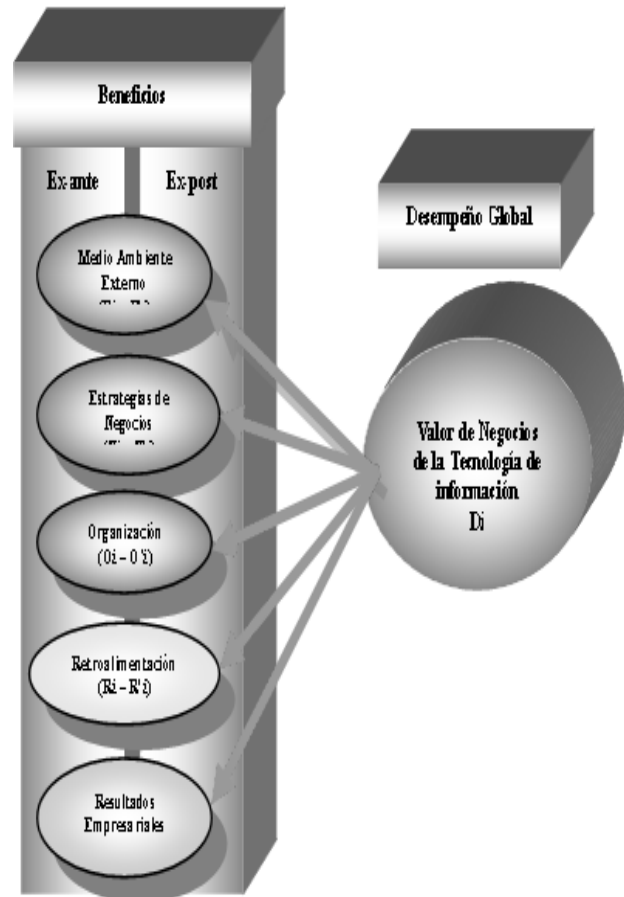 Beneficios
Ex-ante Ex-post
Medio Ambiente
Externo
Estrategias de
Negocios
Organización
(Oi – O'i)
Retroalimentación
(Ri – R'i)
Resultados
Empresariales
Desempeño Global
Valor de Negocios
de la Tecnología de
información
Di